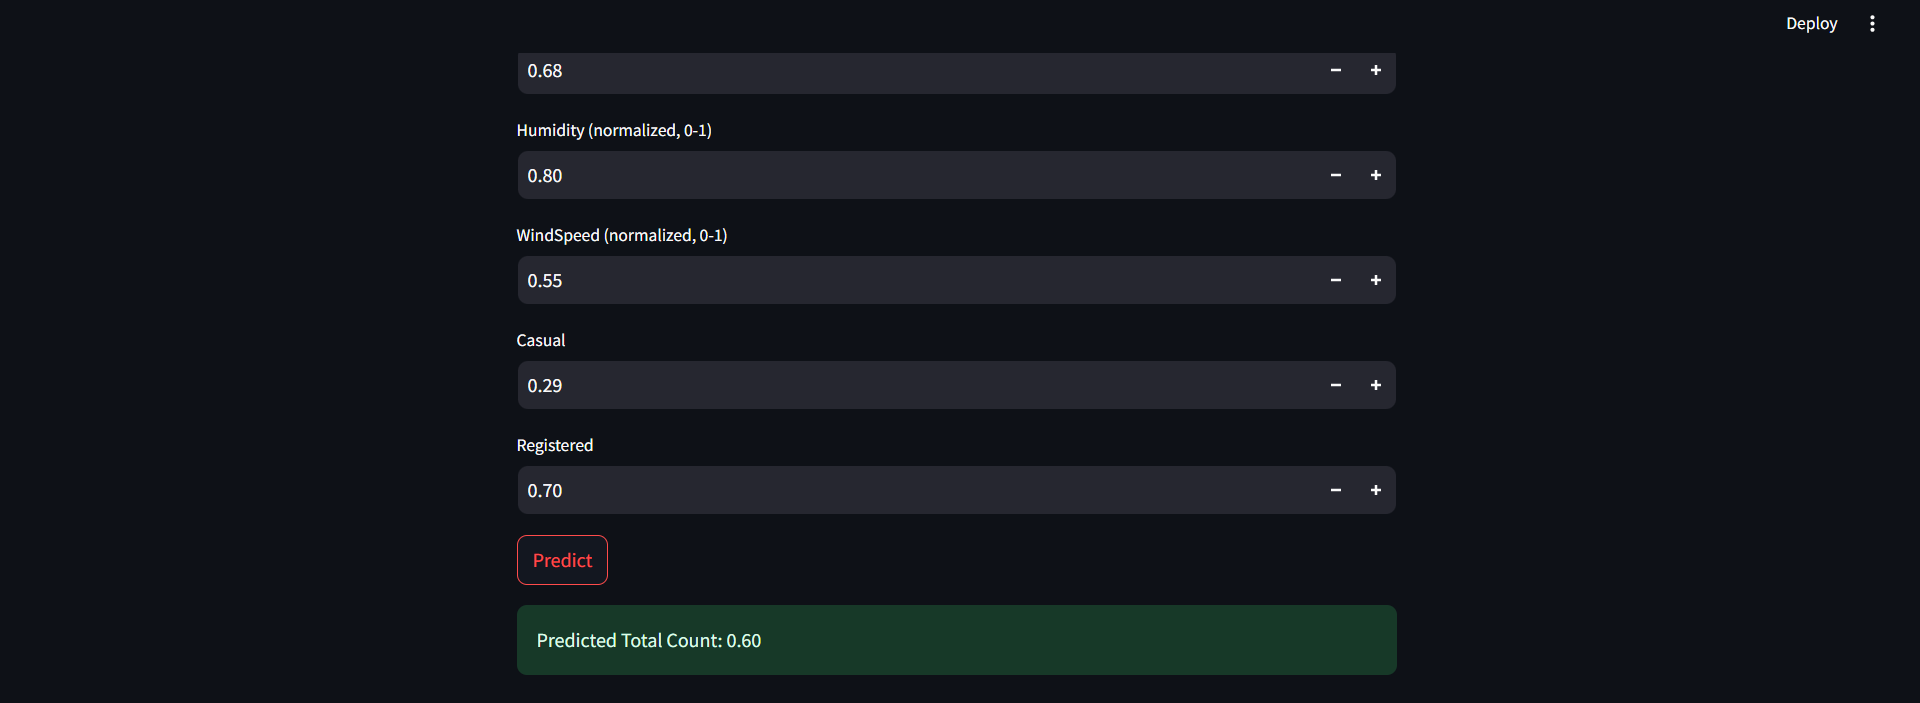 Deploy
0.68
Humidity (normalized, 0-1)
0.80
WindSpeed (normalized, 0-1)
0.55
Casual
0.29
Registered
0.70
Predict
Predicted Total Count: 0.60